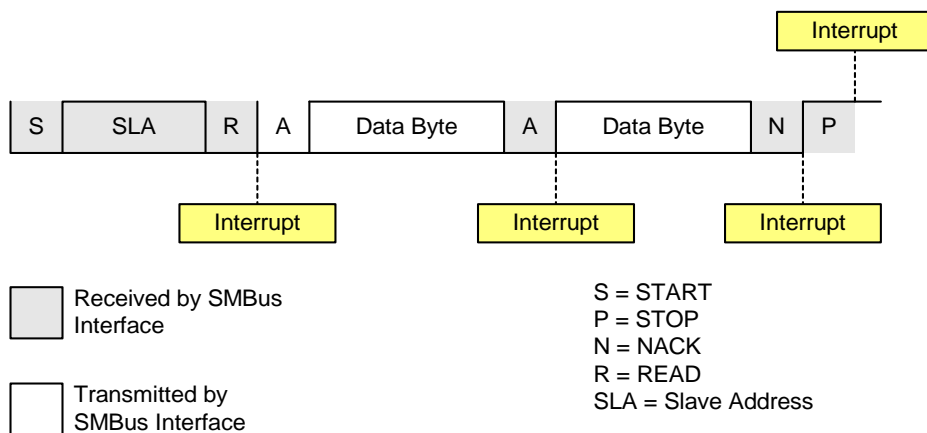 Interrupt
S SLA R A Data Byte A Data Byte N P
Interrupt Interrupt Interrupt
Received by SMBus
Interface
Transmitted by
SMBus Interface
S = START
P = STOP
N = NACK
R = READ
SLA = Slave Address